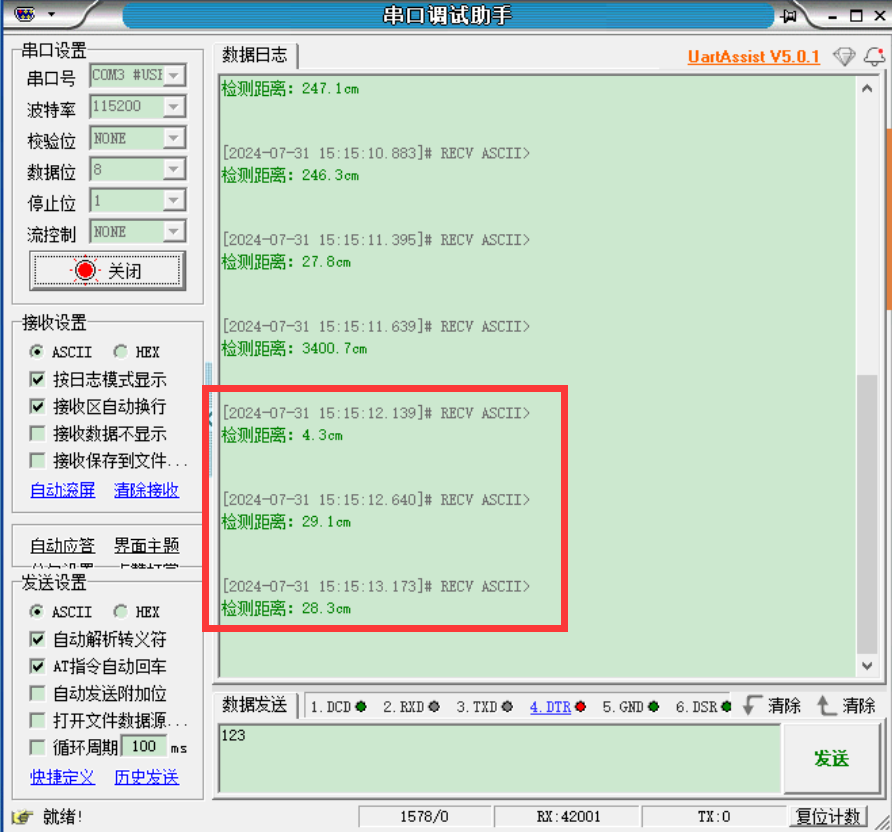 串口调试助手
串口设置
串口号 COM3 #USI
波特率 115200
校验位 NONE
数据位 8
停止位 1
流控制 NONE
关闭
接收设置
ASCII HEX
按日志模式显示
接收区自动换行
接收数据不显示
接收保存到文件...
自动滚屏 清除接收
自动应答 界面主题
发送设置
ASCII HEX
自动解析转义符
AT指令自动回车
自动发送附加位
打开文件数据源...
循环周期 100 ms
快捷定义 历史发送
数据日志 UartAssist V5.0.1
检测距离: 247.1cm
[2024-07-31 15:15:10.883]# RECV ASCII>
检测距离: 246.3cm
[2024-07-31 15:15:11.395]# RECV ASCII>
检测距离: 27.8cm
[2024-07-31 15:15:11.639]# RECV ASCII>
检测距离: 3400.7cm
[2024-07-31 15:15:12.139]# RECV ASCII>
检测距离: 4.3cm
[2024-07-31 15:15:12.640]# RECV ASCII>
检测距离: 29.1cm
[2024-07-31 15:15:13.173]# RECV ASCII>
检测距离: 28.3cm
数据发送 1.DCD 2.RXD 3.TXD 4.DTR 5.GND 6.DSR 清除 清除
123
发送
就绪! 1578/0 RX:42001 TX:0 复位计数